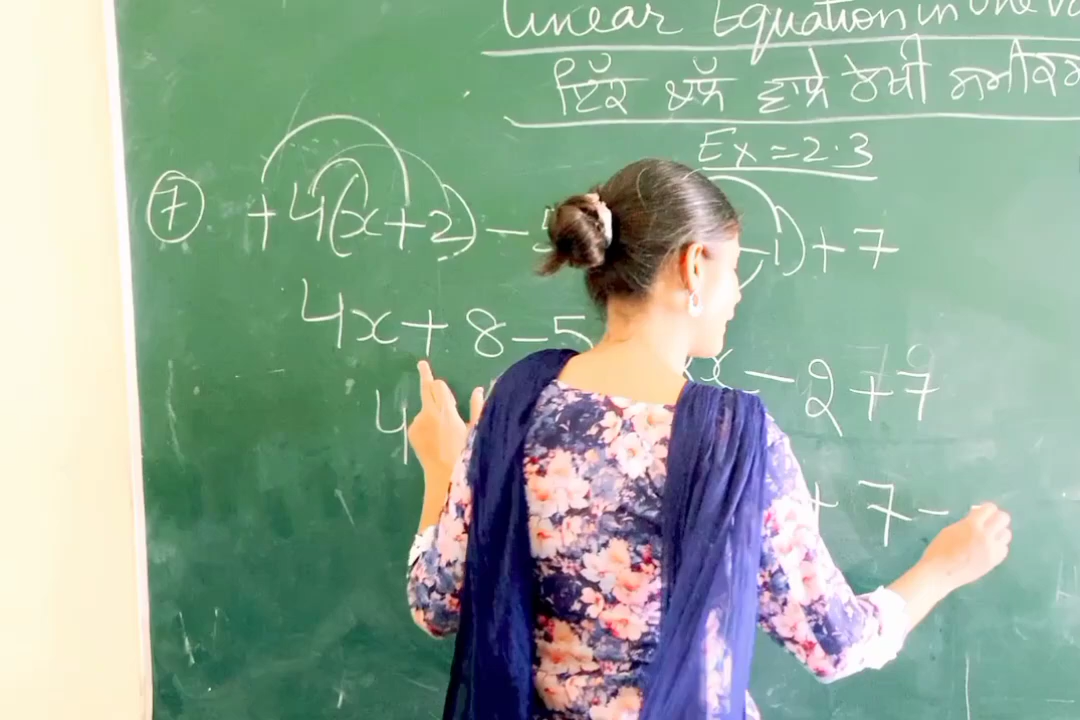 Linear Equation in one va
ਇੱਕ ਚੱਲ ਵਾਲੇ ਰੇਖੀ ਸਮੀਕਰ
Ex = 2.3
⑦ +4(x+2) - 5 -1)+7
4x + 8 - 5 x - 2 + 7
4 + 7 -